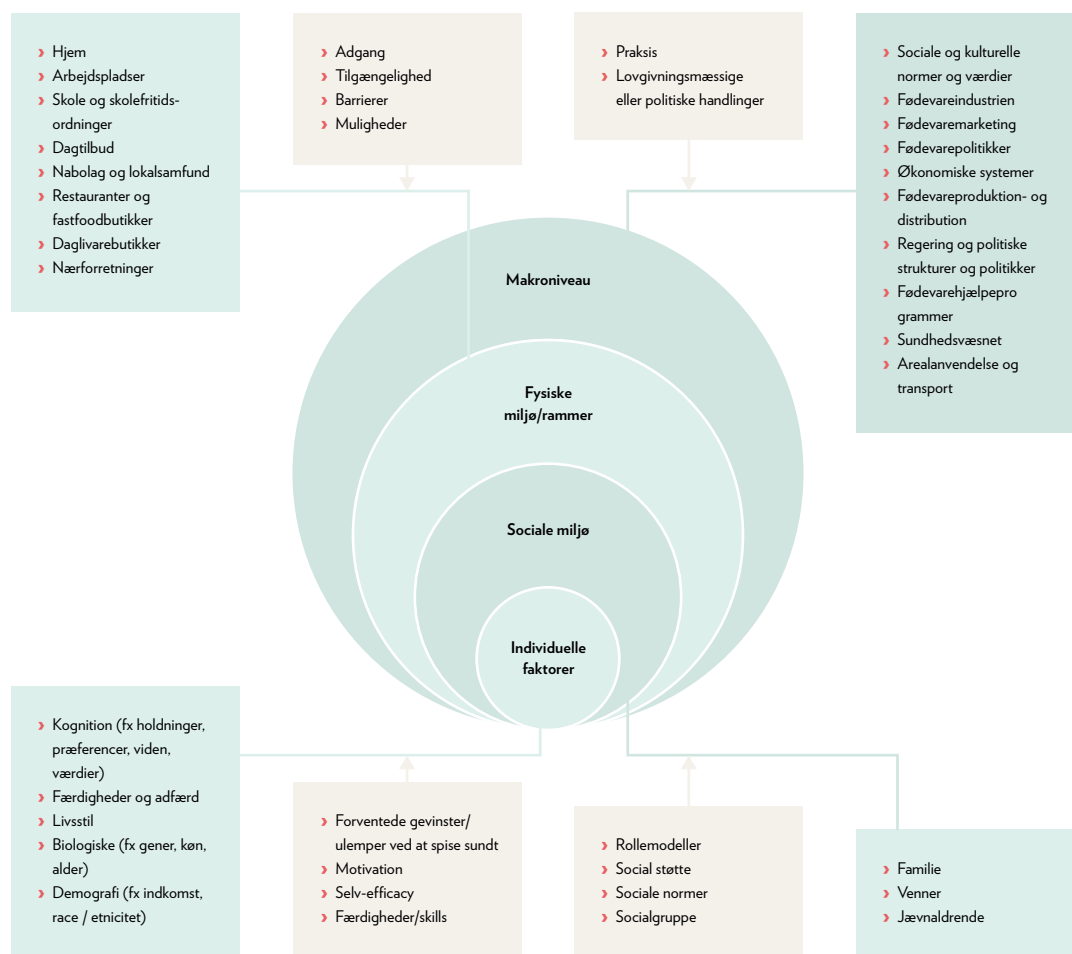 › Hjem
› Arbejdspladser
› Skole og skolefritids-
ordninger
› Dagtilbud
› Nabolag og lokalsamfund
› Restauranter og
fastfoodbutikker
› Daglivarebutikker
› Nærforretninger
› Adgang
› Tilgængelighed
› Barrierer
› Muligheder
› Praksis
› Lovgivningsmæssige
eller politiske handlinger
› Sociale og kulturelle
normer og værdier
› Fødevareindustrien
› Fødevaremarketing
› Fødevarepolitikker
› Økonomiske systemer
› Fødevareproduktion- og
distribution
› Regering og politiske
strukturer og politikker
› Fødevarehjælpepro
grammer
› Sundhedsvæsnet
› Arealanvendelse og
transport
Makroniveau
Fysiske
miljø/rammer
Sociale miljø
Individuelle
faktorer
› Kognition (fx holdninger,
præferencer, viden,
værdier)
› Færdigheder og adfærd
› Livsstil
› Biologiske (fx gener, køn,
alder)
› Demografi (fx indkomst,
race / etnicitet)
› Forventede gevinster/
ulemper ved at spise sundt
› Motivation
› Selv-efficacy
› Færdigheder/skills
› Rollemodeller
› Social støtte
› Sociale normer
› Socialgruppe
› Familie
› Venner
› Jævnaldrende